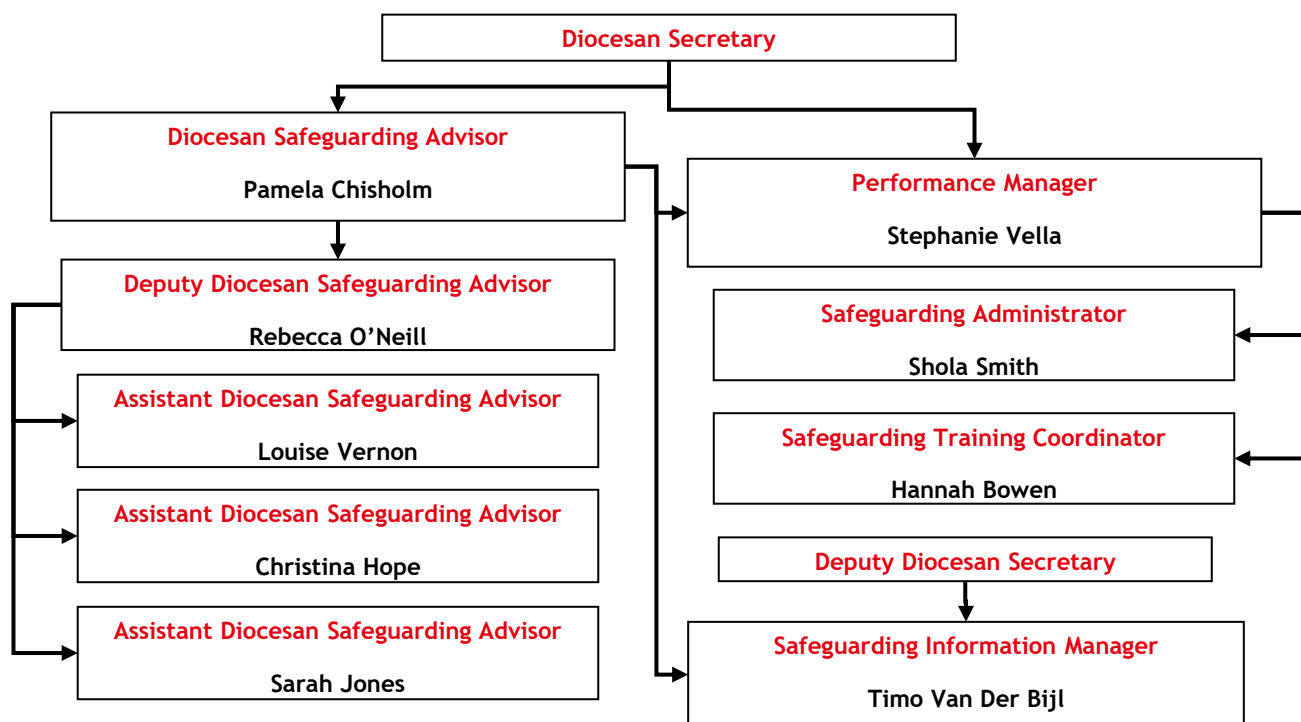 Diocesan Secretary
Diocesan Safeguarding Advisor
Pamela Chisholm
Performance Manager
Stephanie Vella
Deputy Diocesan Safeguarding Advisor
Rebecca O’Neill
Safeguarding Administrator
Shola Smith
Assistant Diocesan Safeguarding Advisor
Louise Vernon
Safeguarding Training Coordinator
Hannah Bowen
Assistant Diocesan Safeguarding Advisor
Christina Hope
Deputy Diocesan Secretary
Assistant Diocesan Safeguarding Advisor
Sarah Jones
Safeguarding Information Manager
Timo Van Der Bijl